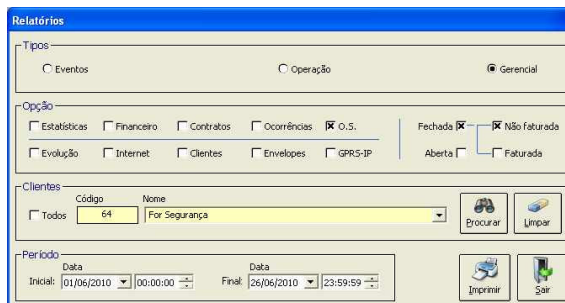 Relatórios
Tipos
Eventos Operação Gerencial
Opção
Estatísticas Financeiro Contratos Ocorrências O.S. Fechada Não faturada
Evolução Internet Clientes Envelopes GPRS-IP Aberta Faturada
Clientes
Código Nome
Todos 64 For Segurança
Procurar Limpar
Período
Data Data
Inicial: 01/06/2010 00:00:00 Final: 26/06/2010 23:59:59
Imprimir Sair